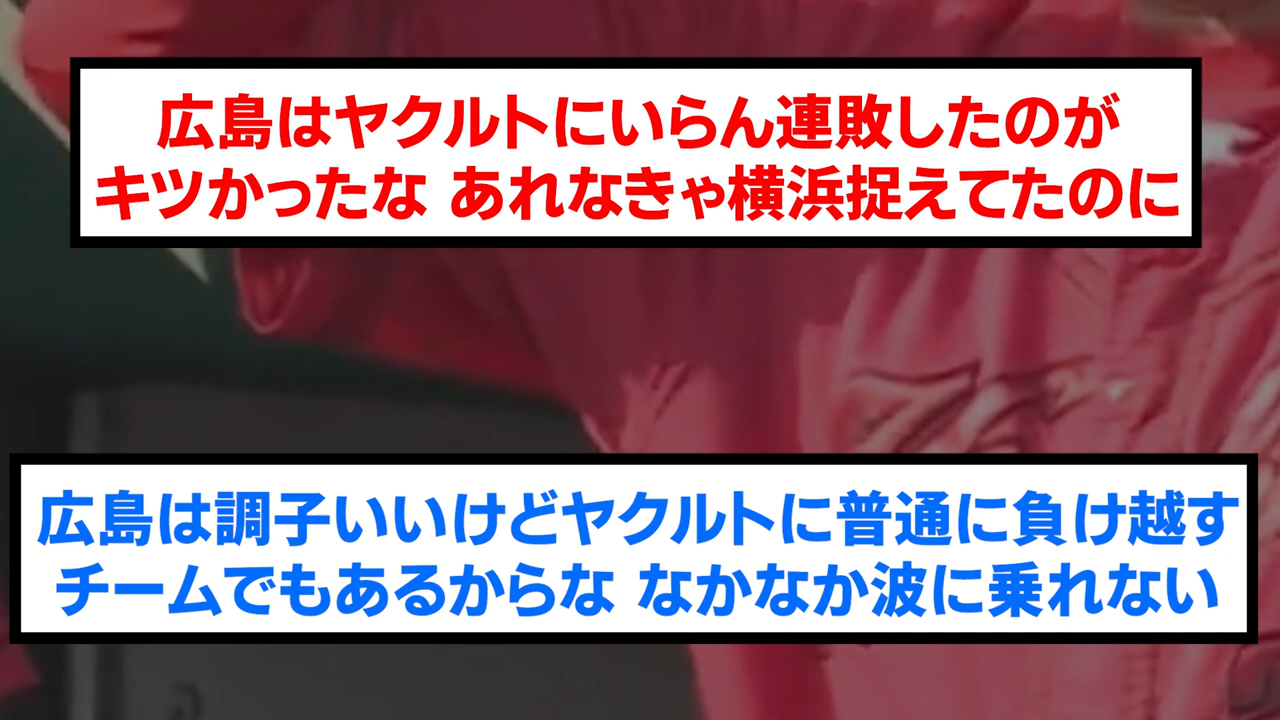 広島はヤクルトにいらん連敗したのが
キツかったな あれなきゃ横浜捉えてたのに
広島は調子いいけどヤクルトに普通に負け越す
チームでもあるからな なかなか波に乗れない